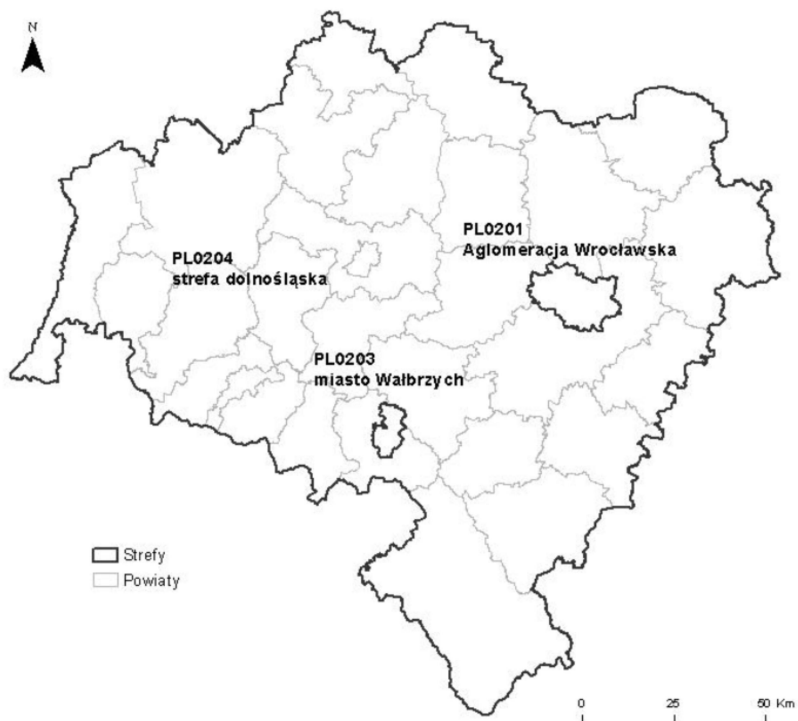 N
PL0201
Aglomeracja Wrocławska
PL0204
strefa dolnośląska
PL0203
miasto Wałbrzych
Strefy
Powiaty
0 25 50 Km